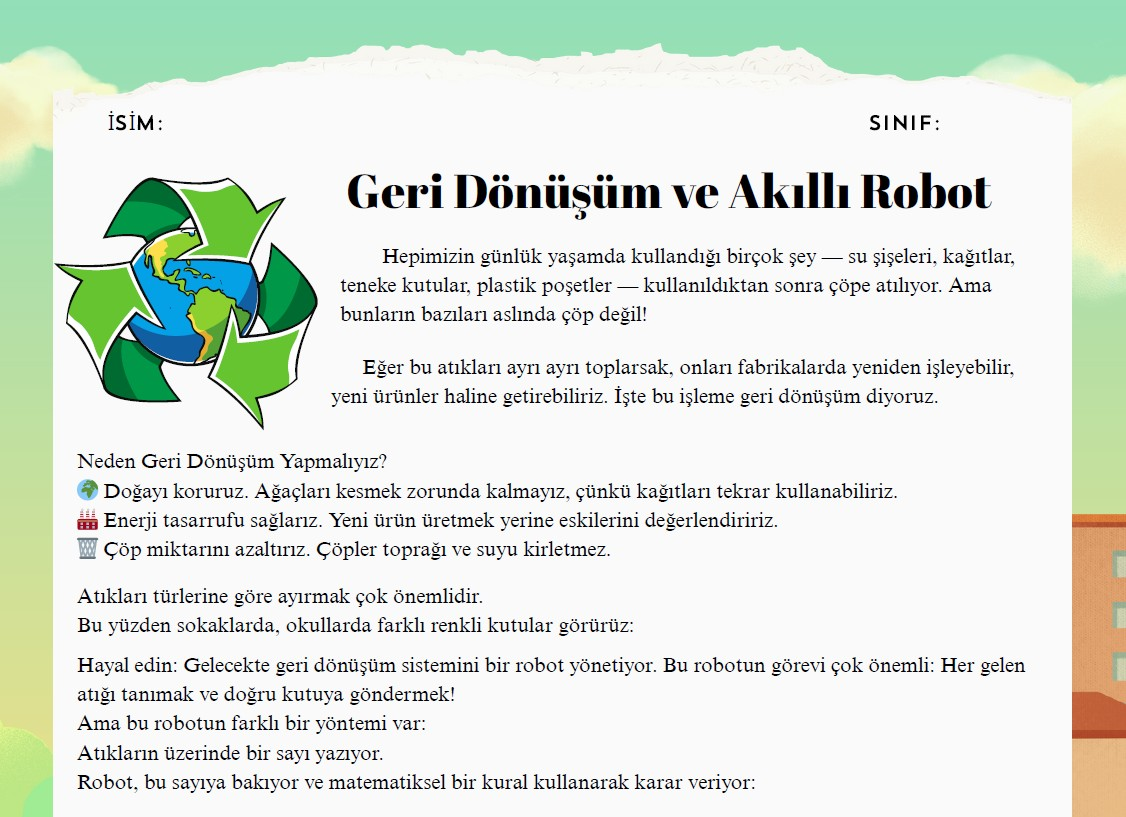 İSİM:
SINIF:
Geri Dönüşüm ve Akıllı Robot
Hepimizin günlük yaşamda kullandığı birçok şey — su şişeleri, kağıtlar,
teneke kutular, plastik poşetler — kullanıldıktan sonra çöpe atılıyor. Ama
bunların bazıları aslında çöp değil!
Eğer bu atıkları ayrı ayrı toplarsak, onları fabrikalarda yeniden işleyebilir,
yeni ürünler haline getirebiliriz. İşte bu işleme geri dönüşüm diyoruz.
Neden Geri Dönüşüm Yapmalıyız?
Doğayı koruruz. Ağaçları kesmek zorunda kalmayız, çünkü kağıtları tekrar kullanabiliriz.
Enerji tasarrufu sağlarız. Yeni ürün üretmek yerine eskilerini değerlendiririz.
Çöp miktarını azaltırız. Çöpler toprağı ve suyu kirletmez.
Atıkları türlerine göre ayırmak çok önemlidir.
Bu yüzden sokaklarda, okullarda farklı renkli kutular görürüz:
Hayal edin: Gelecekte geri dönüşüm sistemini bir robot yönetiyor. Bu robotun görevi çok önemli: Her gelen
atığı tanımak ve doğru kutuya göndermek!
Ama bu robotun farklı bir yöntemi var:
Atıkların üzerinde bir sayı yazıyor.
Robot, bu sayıya bakıyor ve matematiksel bir kural kullanarak karar veriyor: